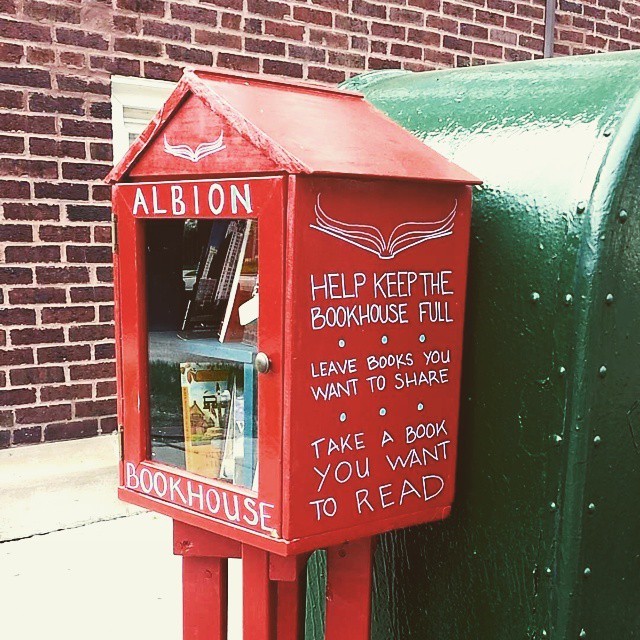 ALBION
BOOKHOUSE
HELP KEEP THE
BOOKHOUSE FULL
LEAVE BOOKS YOU
WANT TO SHARE
TAKE A BOOK
YOU WANT
TO READ